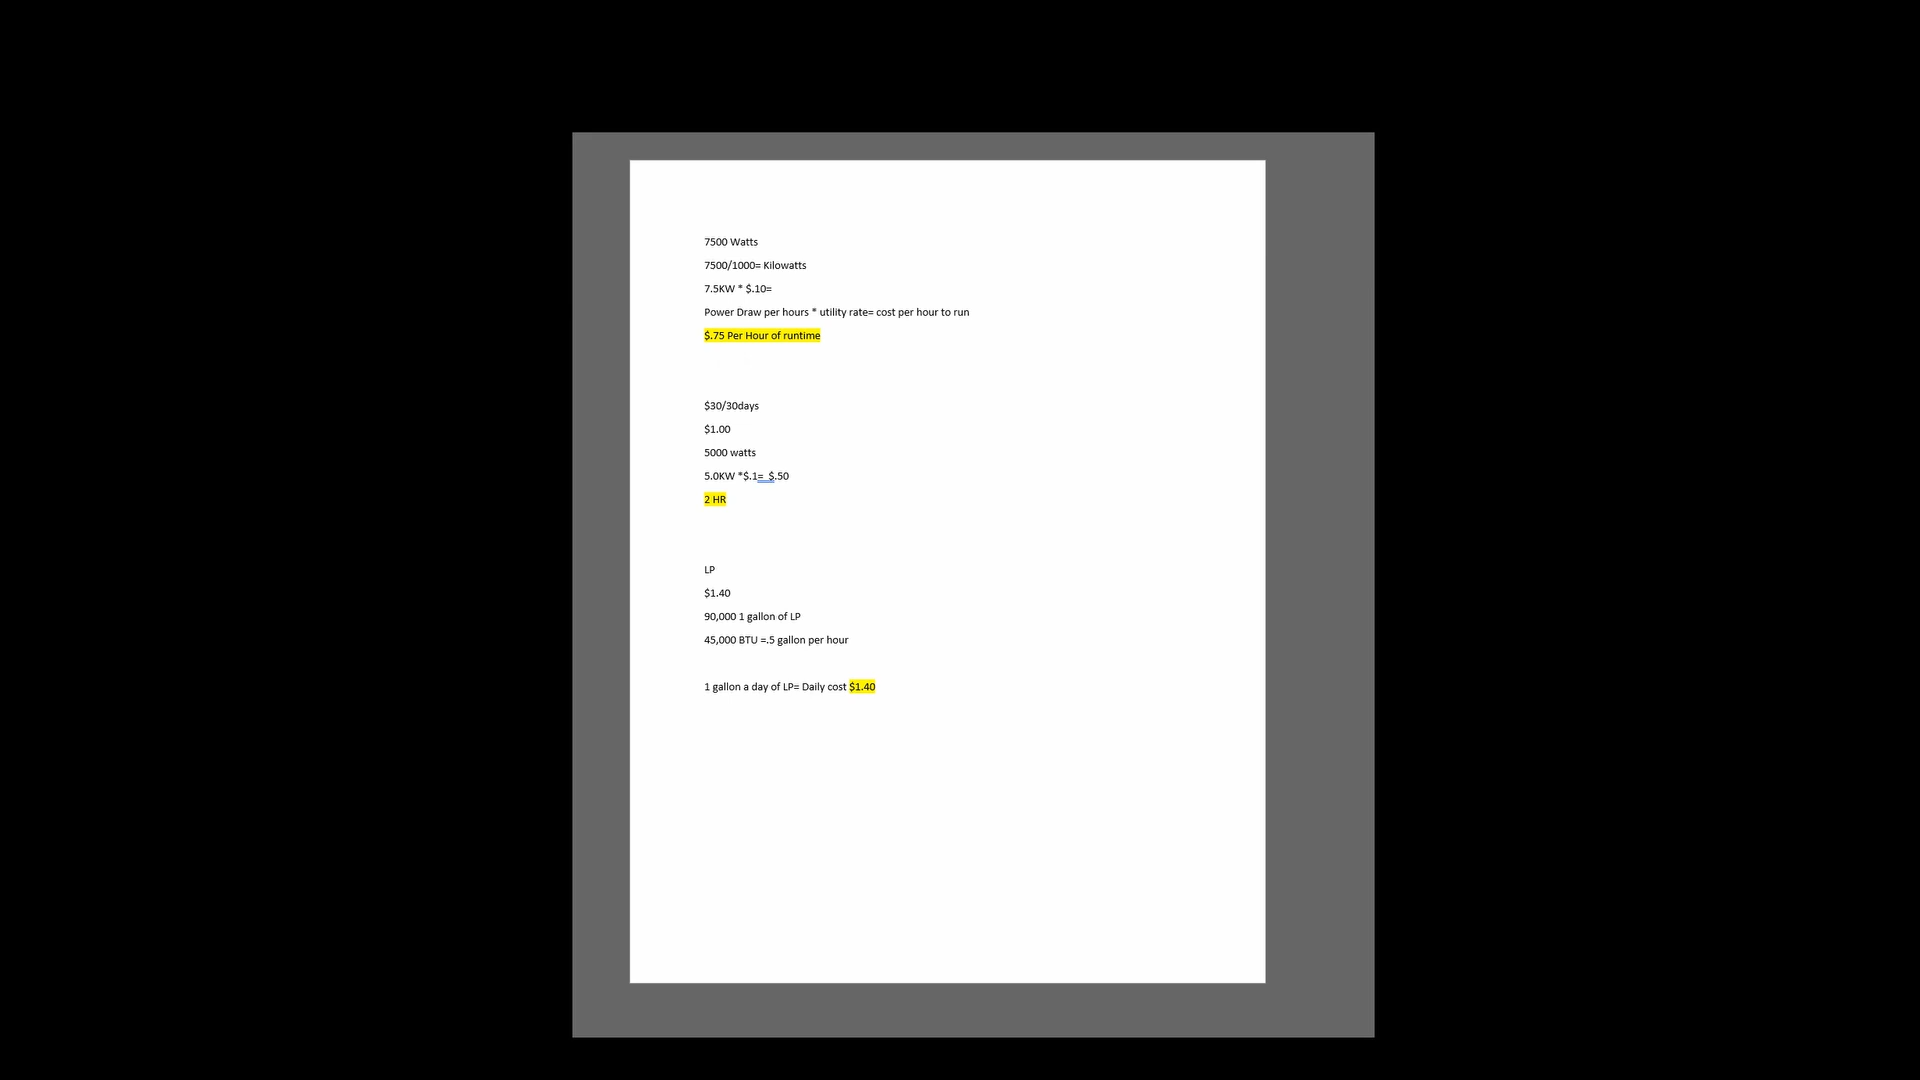 7500 Watts
7500/1000= Kilowatts
7.5KW * $.10=
Power Draw per hours * utility rate= cost per hour to run
$.75 Per Hour of runtime
$30/30days
$1.00
5000 watts
5.0KW *$.1=  $.50
2 HR
LP
$1.40
90,000 1 gallon of LP
45,000 BTU =.5 gallon per hour
1 gallon a day of LP= Daily cost $1.40